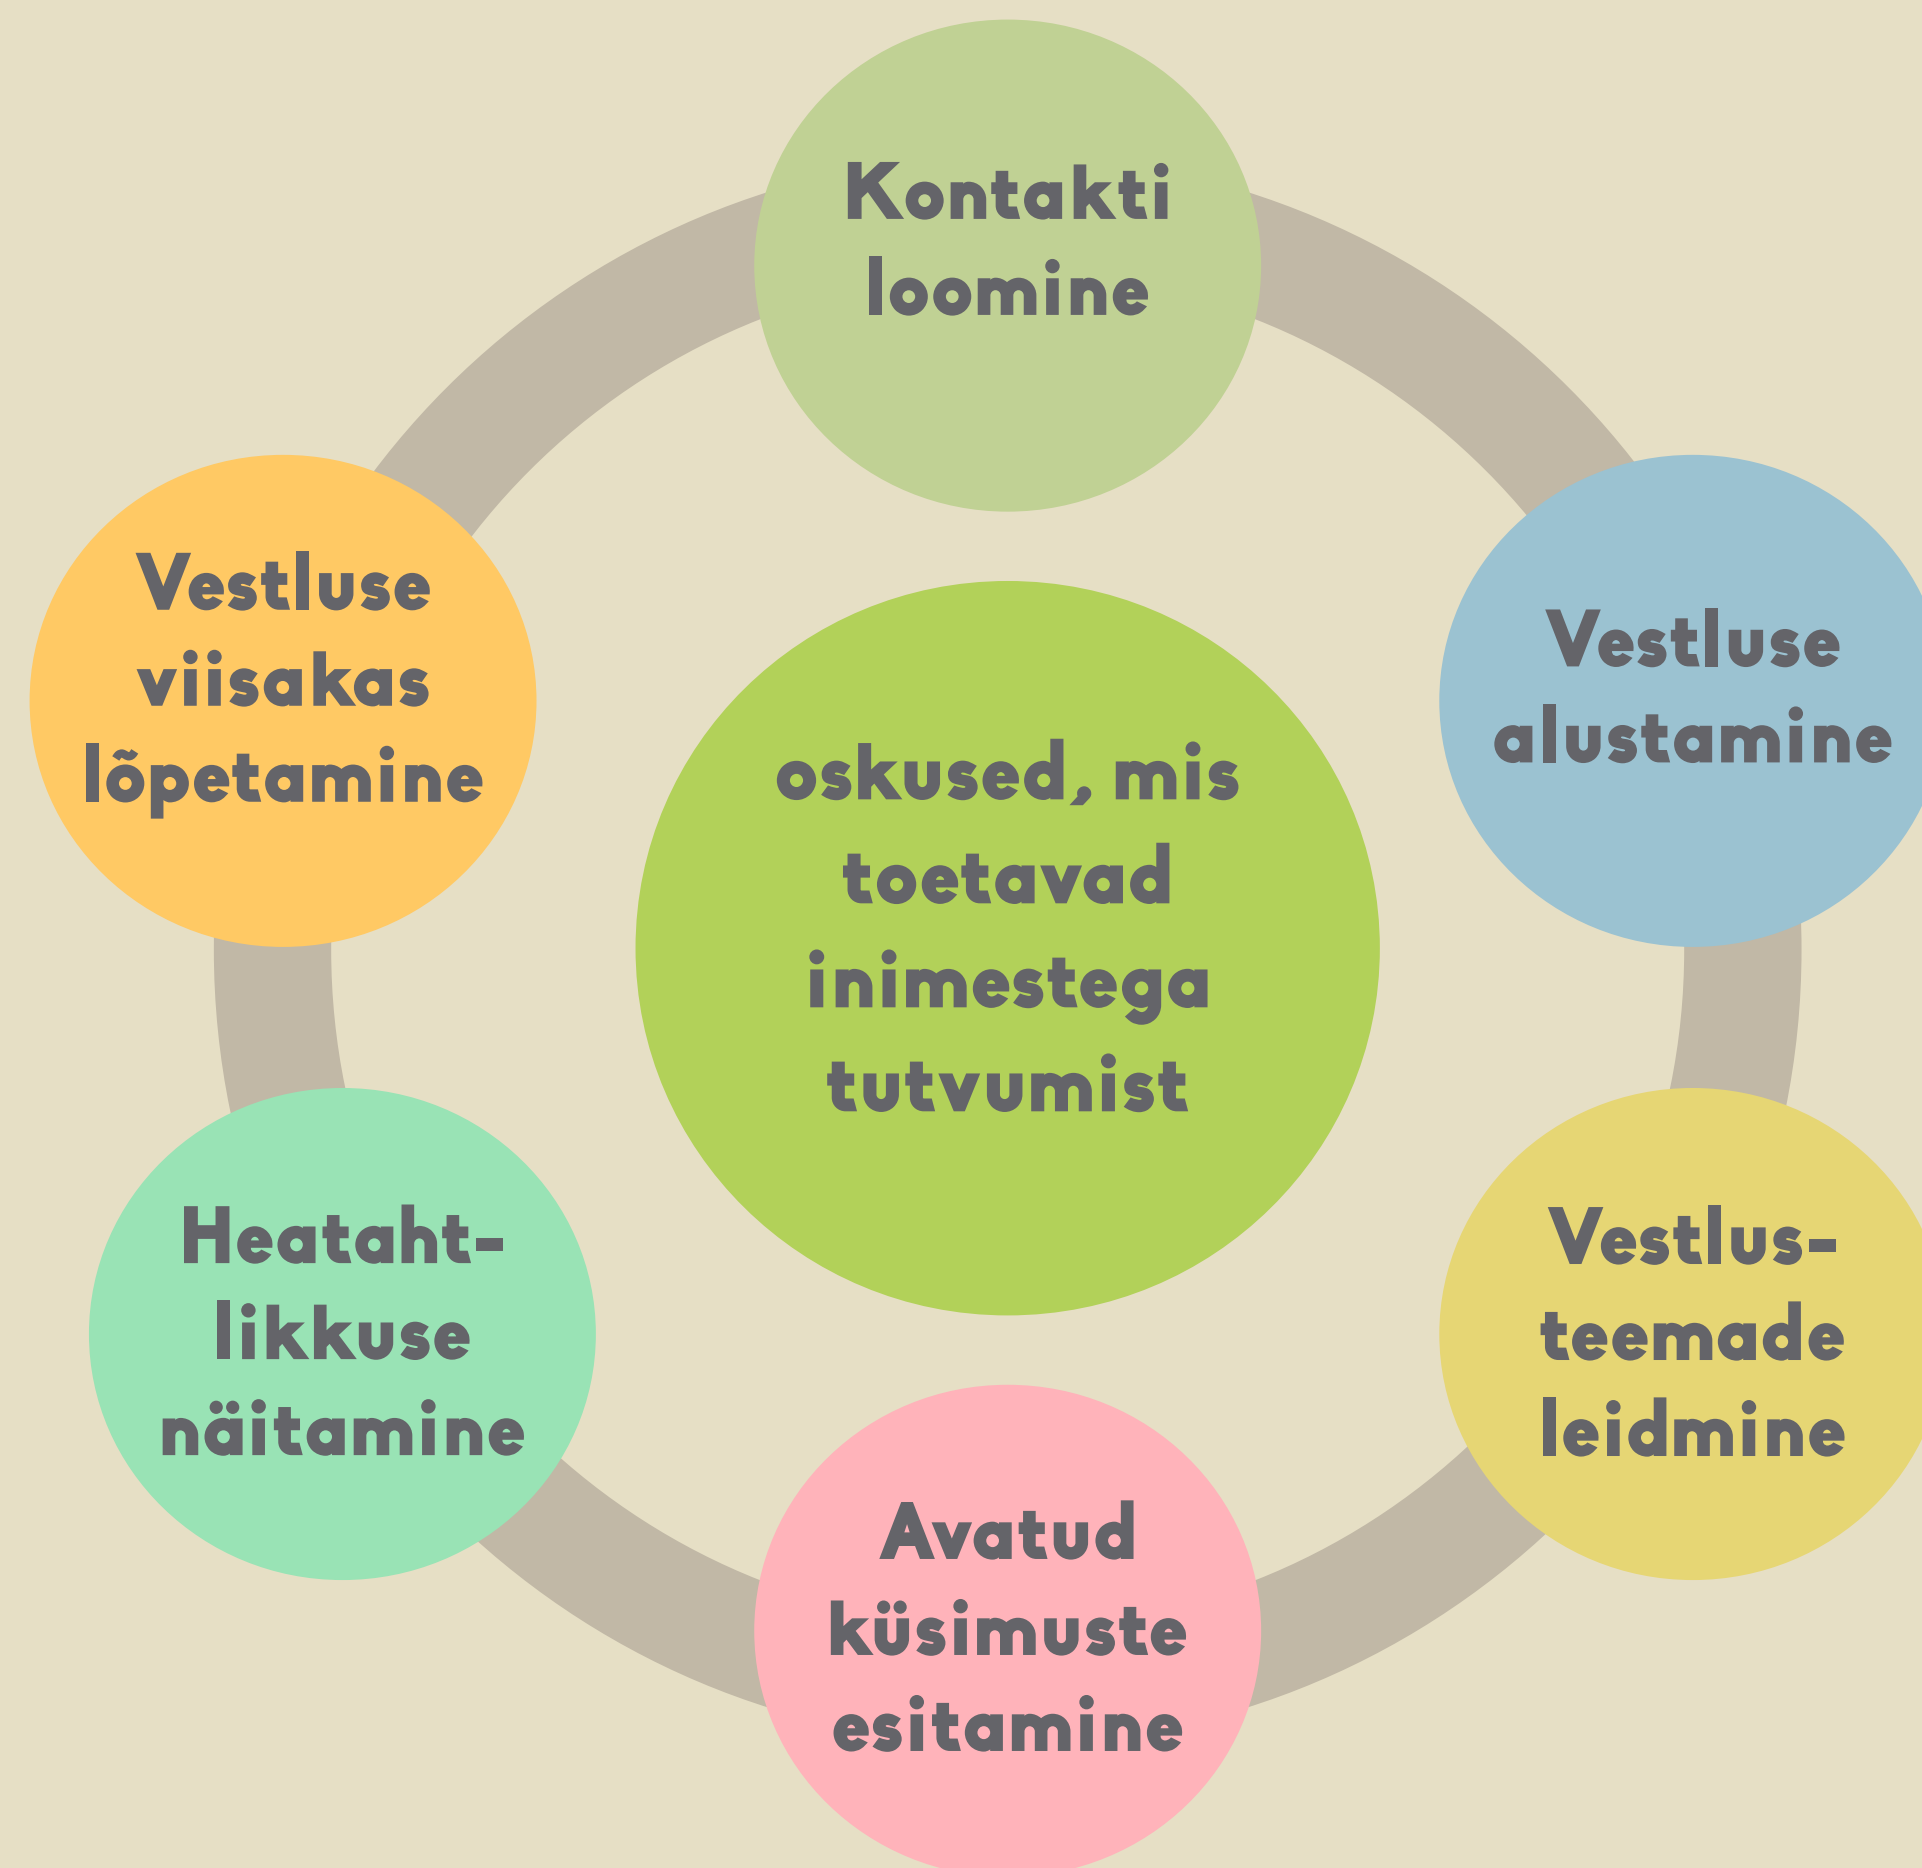 Kontakti
loomine
Vestluse
alustamine
Vestlus-
teemade
leidmine
Avatud
küsimuste
esitamine
Heataht-
likkuse
näitamine
Vestluse
viisakas
lõpetamine
oskused, mis
toetavad
inimestega
tutvumist